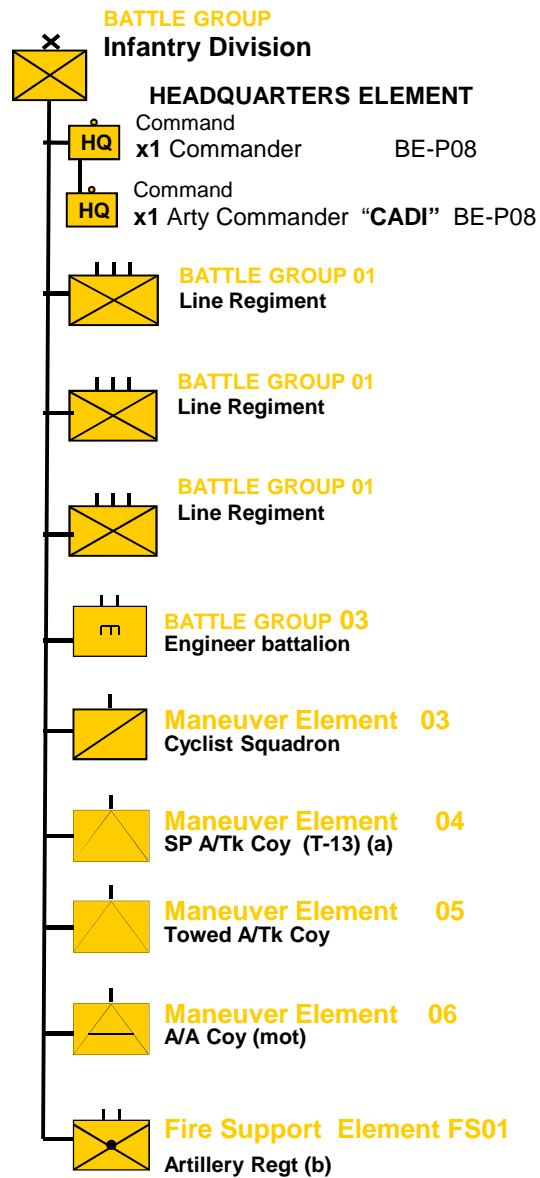 BATTLE GROUP
Infantry Division
HEADQUARTERS ELEMENT
Command
HQ x1 Commander BE-P08
Command
HQ x1 Arty Commander “CADI” BE-P08
BATTLE GROUP 01
Line Regiment
BATTLE GROUP 01
Line Regiment
BATTLE GROUP 01
Line Regiment
BATTLE GROUP 03
Engineer battalion
Maneuver Element 03
Cyclist Squadron
Maneuver Element 04
SP A/Tk Coy (T-13) (a)
Maneuver Element 05
Towed A/Tk Coy
Maneuver Element 06
A/A Coy (mot)
Fire Support Element FS01
Artillery Regt (b)